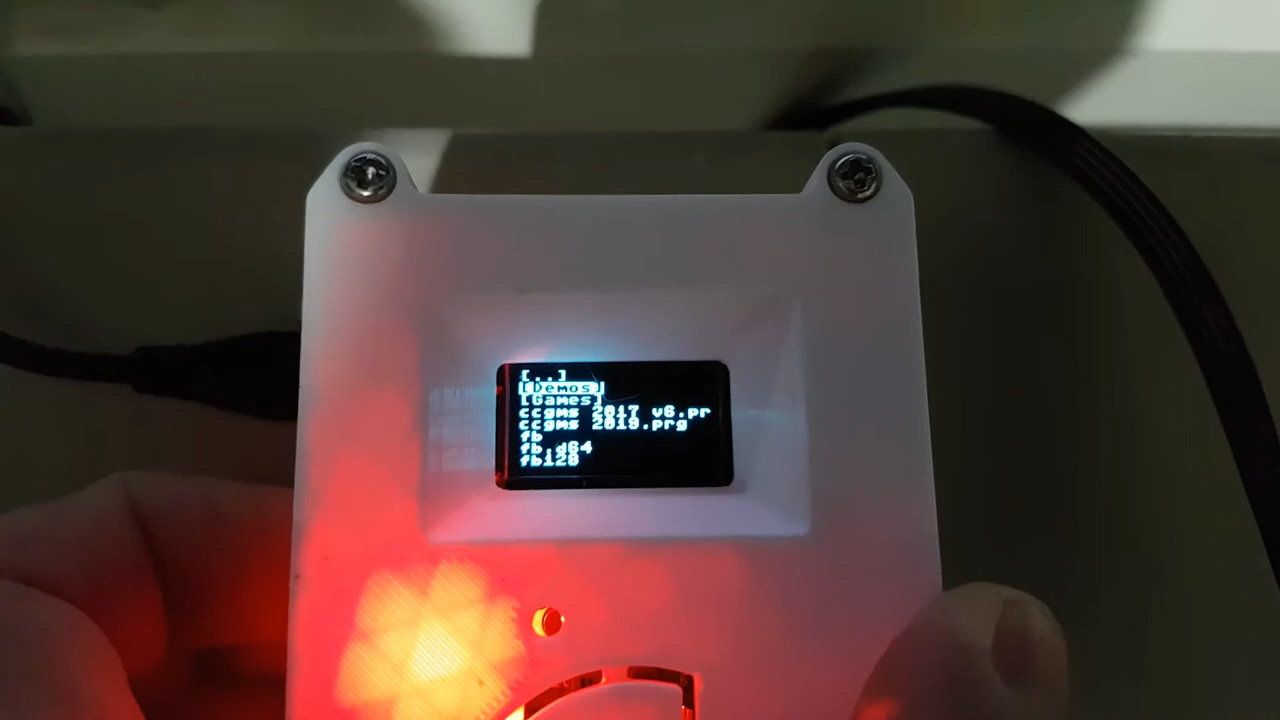 [..]
[Demos]
[Games]
ccgms 2017 v6.pr
ccgms 2019.prg
fb
fb.d64
fb128